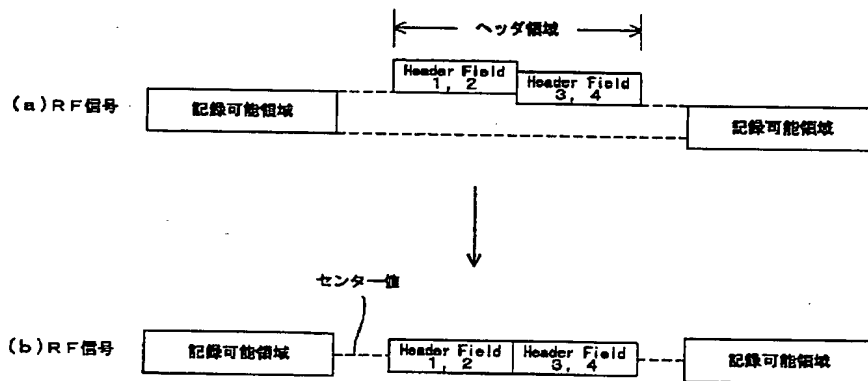 ヘッダ領域
(a)RF信号
記録可能領域
Header Field
1, 2
Header Field
3, 4
記録可能領域
センター値
(b)RF信号
記録可能領域
Header Field
1, 2
Header Field
3, 4
記録可能領域